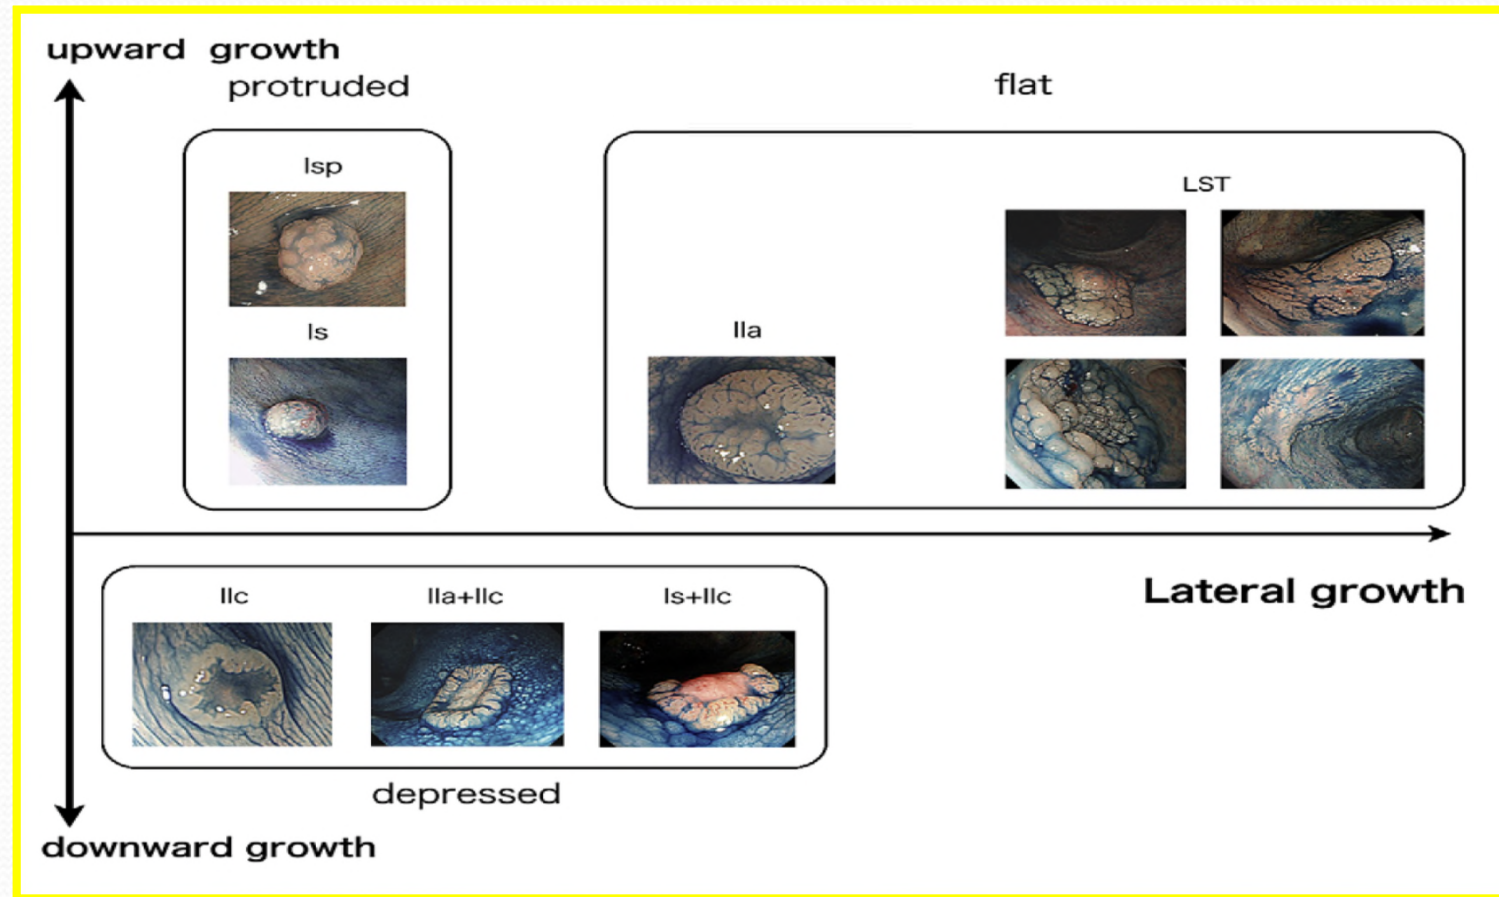 upward growth
protruded
flat
Isp
LST
Is
IIa
Lateral growth
IIc
IIa+IIc
Is+IIc
depressed
downward growth